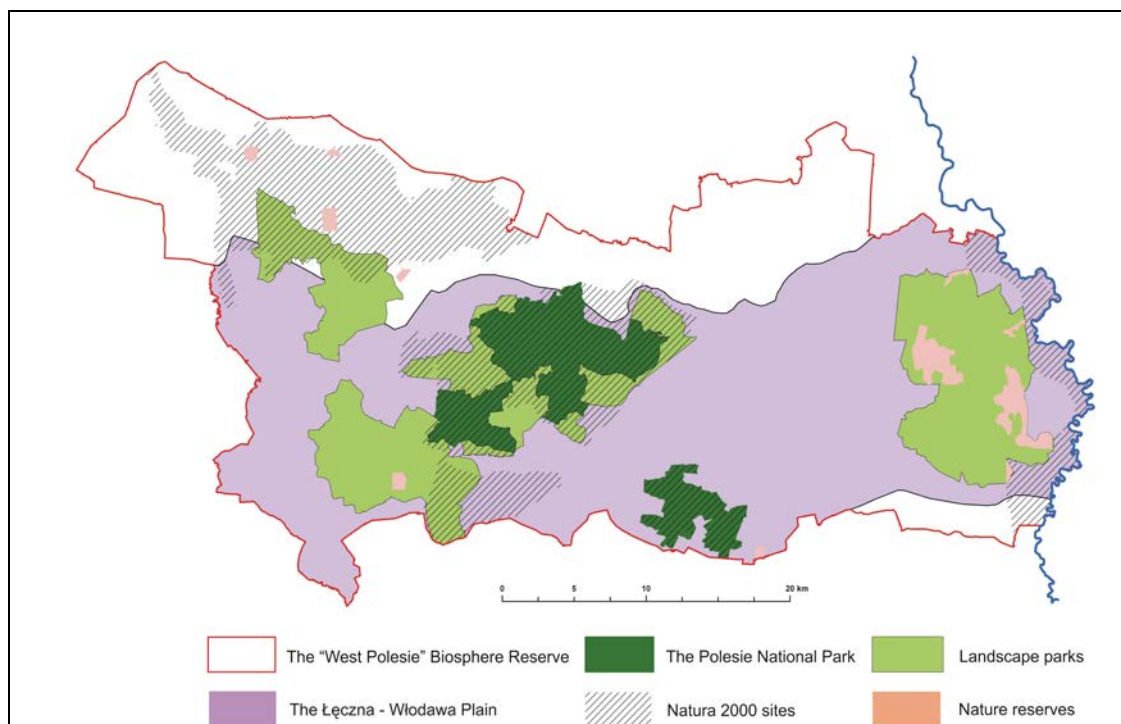 0 5 10 20 km
The "West Polesie" Biosphere Reserve The Polesie National Park Landscape parks
The Łęczna - Włodawa Plain Natura 2000 sites Nature reserves